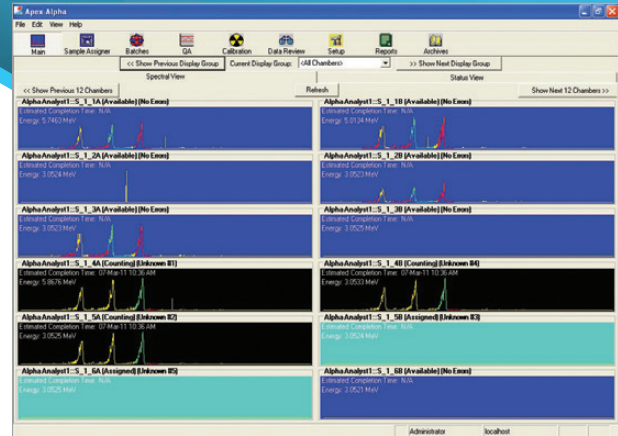 Apex-Alpha
File Edit View Help
Main Sample Assigner Batches QA Calibration Data Review Setup Reports Archives
<< Show Previous Display Group Current Display Group: <All Chambers> >> Show Next Display Group
Spectral View Status View
<< Show Previous 12 Chambers Refresh Show Next 12 Chambers >>
AlphaAnalyst1::S_1_1A (Available) (No Errors)
Estimated Completion Time: N/A
Energy: 5.7463 MeV
AlphaAnalyst1::S_1_1B (Available) (No Errors)
Estimated Completion Time: N/A
Energy: 5.0134 MeV
AlphaAnalyst1::S_1_2A (Available) (No Errors)
Estimated Completion Time: N/A
Energy: 3.0524 MeV
AlphaAnalyst1::S_1_2B (Available) (No Errors)
Estimated Completion Time: N/A
Energy: 3.0523 MeV
AlphaAnalyst1::S_1_3A (Available) (No Errors)
Estimated Completion Time: N/A
Energy: 3.0523 MeV
AlphaAnalyst1::S_1_3B (Available) (No Errors)
Estimated Completion Time: N/A
Energy: 3.0525 MeV
AlphaAnalyst1::S_1_4A (Counting) (Unknown #1)
Estimated Completion Time: 07-Mar-11 10:36 AM
Energy: 5.8676 MeV
AlphaAnalyst1::S_1_4B (Counting) (Unknown #4)
Estimated Completion Time: 07-Mar-11 10:36 AM
Energy: 3.0533 MeV
AlphaAnalyst1::S_1_5A (Counting) (Unknown #2)
Estimated Completion Time: 07-Mar-11 10:36 AM
Energy: 3.0525 MeV
AlphaAnalyst1::S_1_5B (Assigned) (Unknown #3)
Estimated Completion Time: N/A
Energy: 3.0524 MeV
AlphaAnalyst1::S_1_6A (Assigned) (Unknown #5)
Estimated Completion Time: N/A
Energy: 3.0525 MeV
AlphaAnalyst1::S_1_6B (Available) (No Errors)
Estimated Completion Time: N/A
Energy: 3.0521 MeV
Administrator localhost